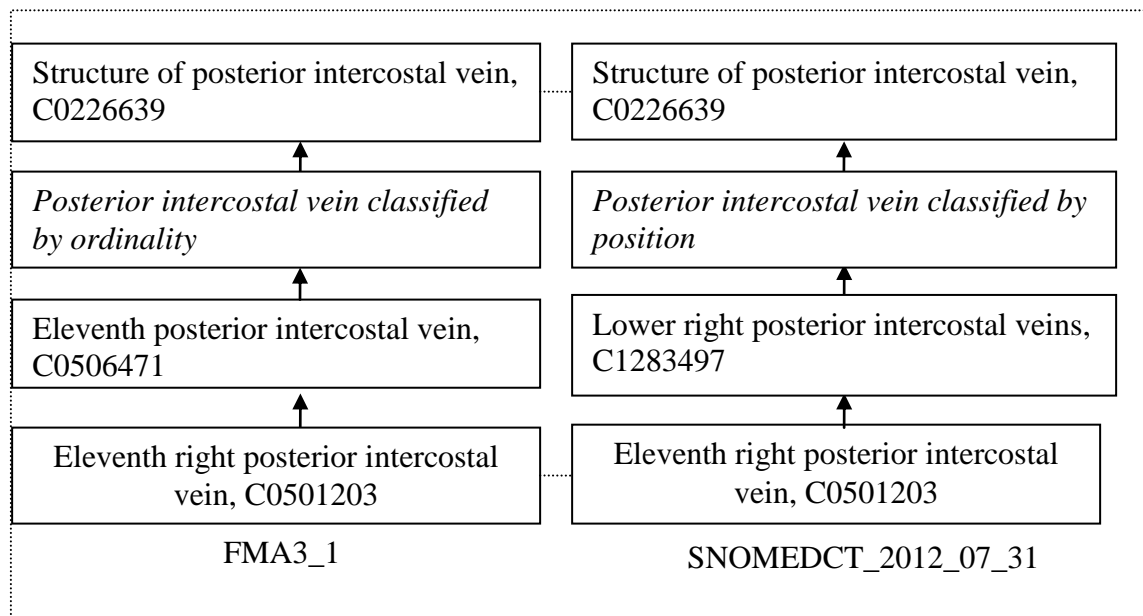 Structure of posterior intercostal vein,
C0226639
Structure of posterior intercostal vein,
C0226639
Posterior intercostal vein classified
by ordinality
Posterior intercostal vein classified by
position
Eleventh posterior intercostal vein,
C0506471
Lower right posterior intercostal veins,
C1283497
Eleventh right posterior intercostal
vein, C0501203
Eleventh right posterior intercostal
vein, C0501203
FMA3_1
SNOMEDCT_2012_07_31